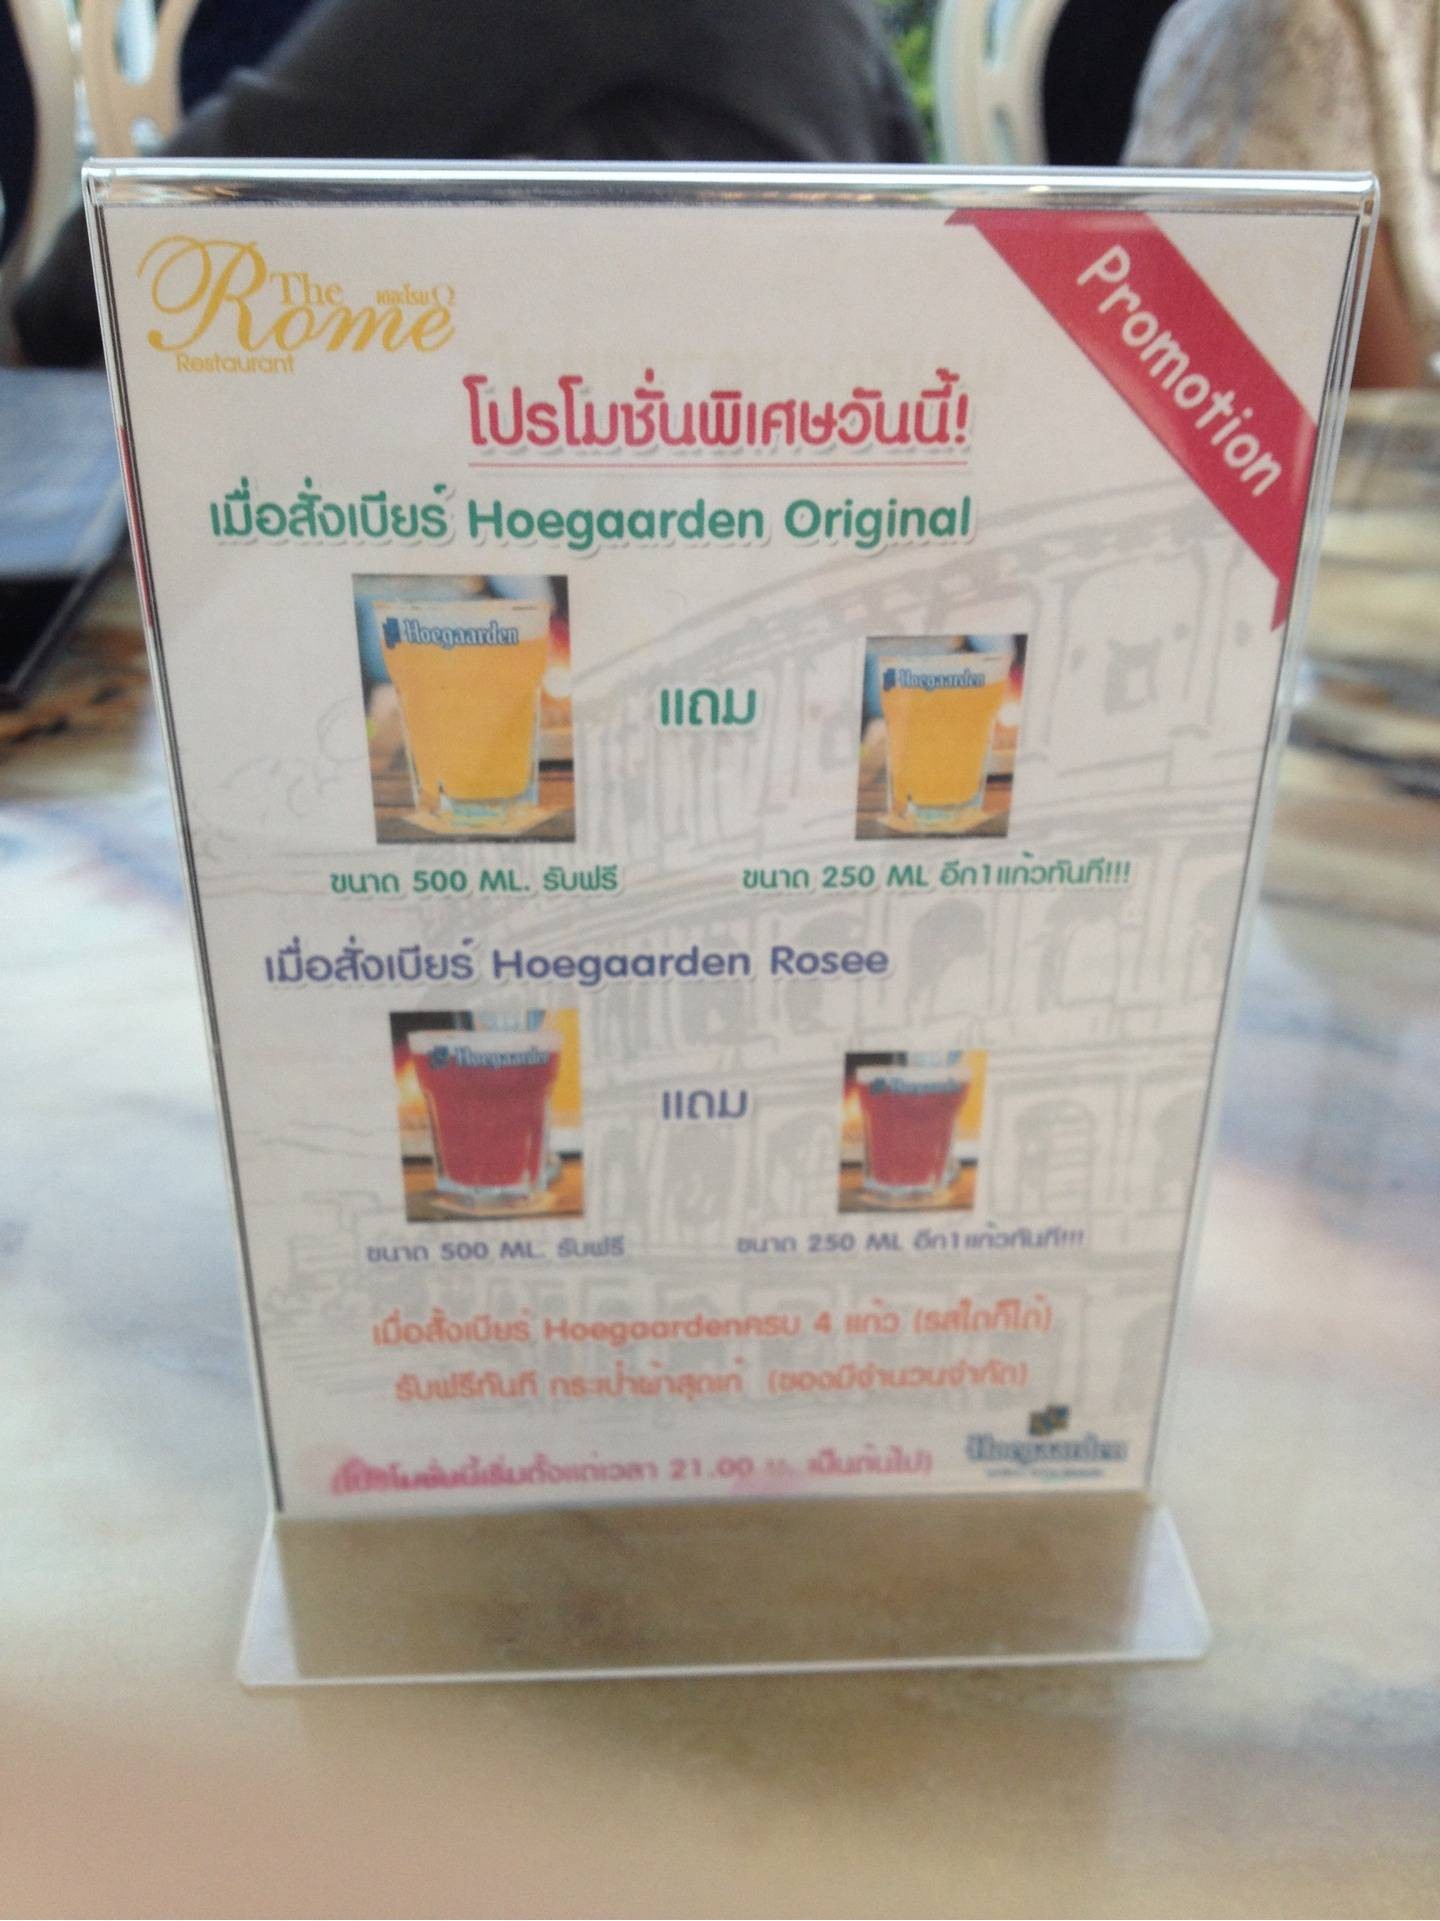 The Rome เดอะโรม
Restaurant
Promotion
โปรโมชั่นพิเศษวันนี้!
เมื่อสั่งเบียร์ Hoegaarden Original
Hoegaarden
Hoegaarden
แถม
ขนาด 500 ML. รับฟรี
ขนาด 250 ML อีก1แก้วทันที!!!
เมื่อสั่งเบียร์ Hoegaarden Rosee
Hoegaarden
Hoegaarden
แถม
ขนาด 500 ML. รับฟรี
ขนาด 250 ML อีก1แก้วทันที!!!
เมื่อสั่งเบียร์ Hoegaardenครบ 4 แก้ว (รสใดก็ได้)
รับฟรีทันที กระเป๋าผ้าสุดเก๋ (ของมีจำนวนจำกัด)
(โปรโมชั่นนี้เริ่มตั้งแต่เวลา 21.00 น. เป็นต้นไป)
Hoegaarden